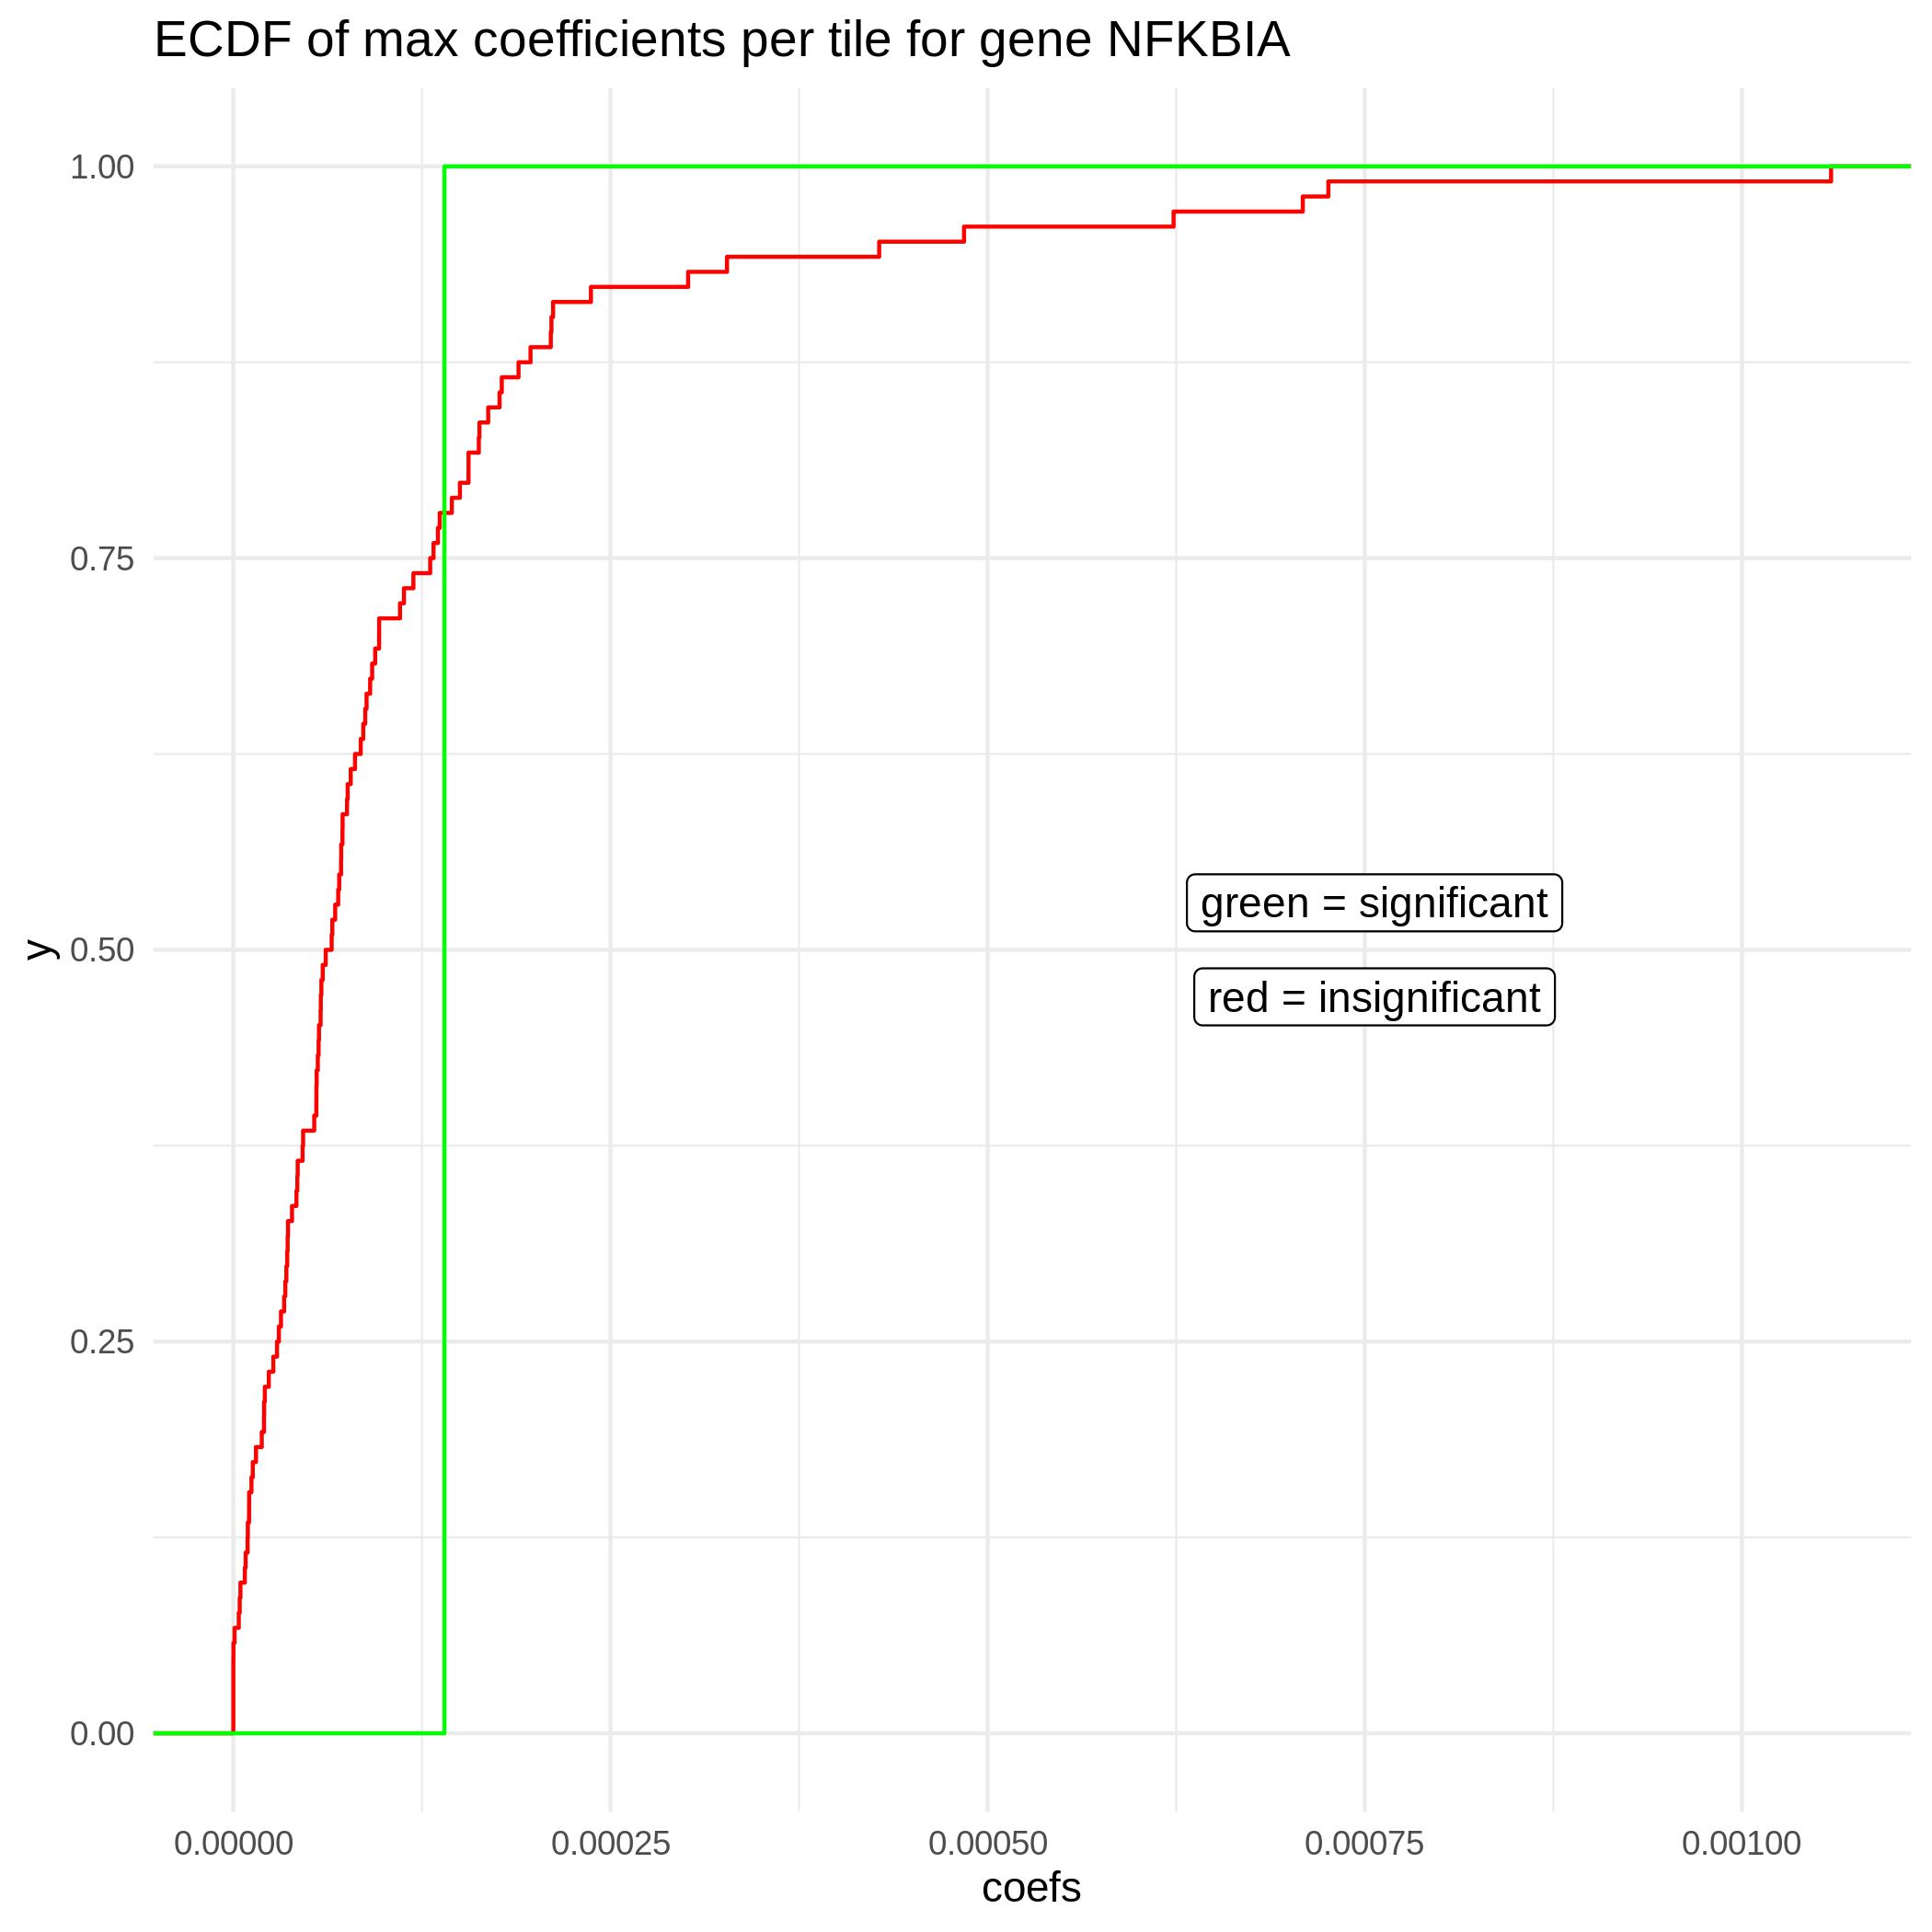 ECDF of max coefficients per tile for gene NFKBIA
1.00
0.75
0.50
0.25
0.00
y
green = significant
red = insignificant
0.00000 0.00025 0.00050 0.00075 0.00100
coefs